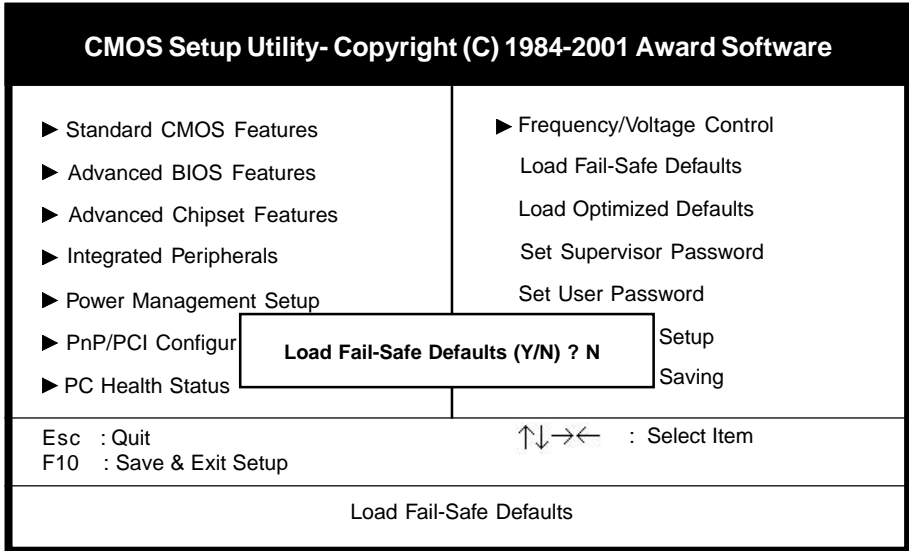 CMOS Setup Utility- Copyright (C) 1984-2001 Award Software
▶ Standard CMOS Features
▶ Advanced BIOS Features
▶ Advanced Chipset Features
▶ Integrated Peripherals
▶ Power Management Setup
▶ PnP/PCI Configur
▶ PC Health Status
▶ Frequency/Voltage Control
Load Fail-Safe Defaults
Load Optimized Defaults
Set Supervisor Password
Set User Password
Setup
Saving
Load Fail-Safe Defaults (Y/N) ? N
Esc : Quit
F10 : Save & Exit Setup
↑↓→← : Select Item
Load Fail-Safe Defaults